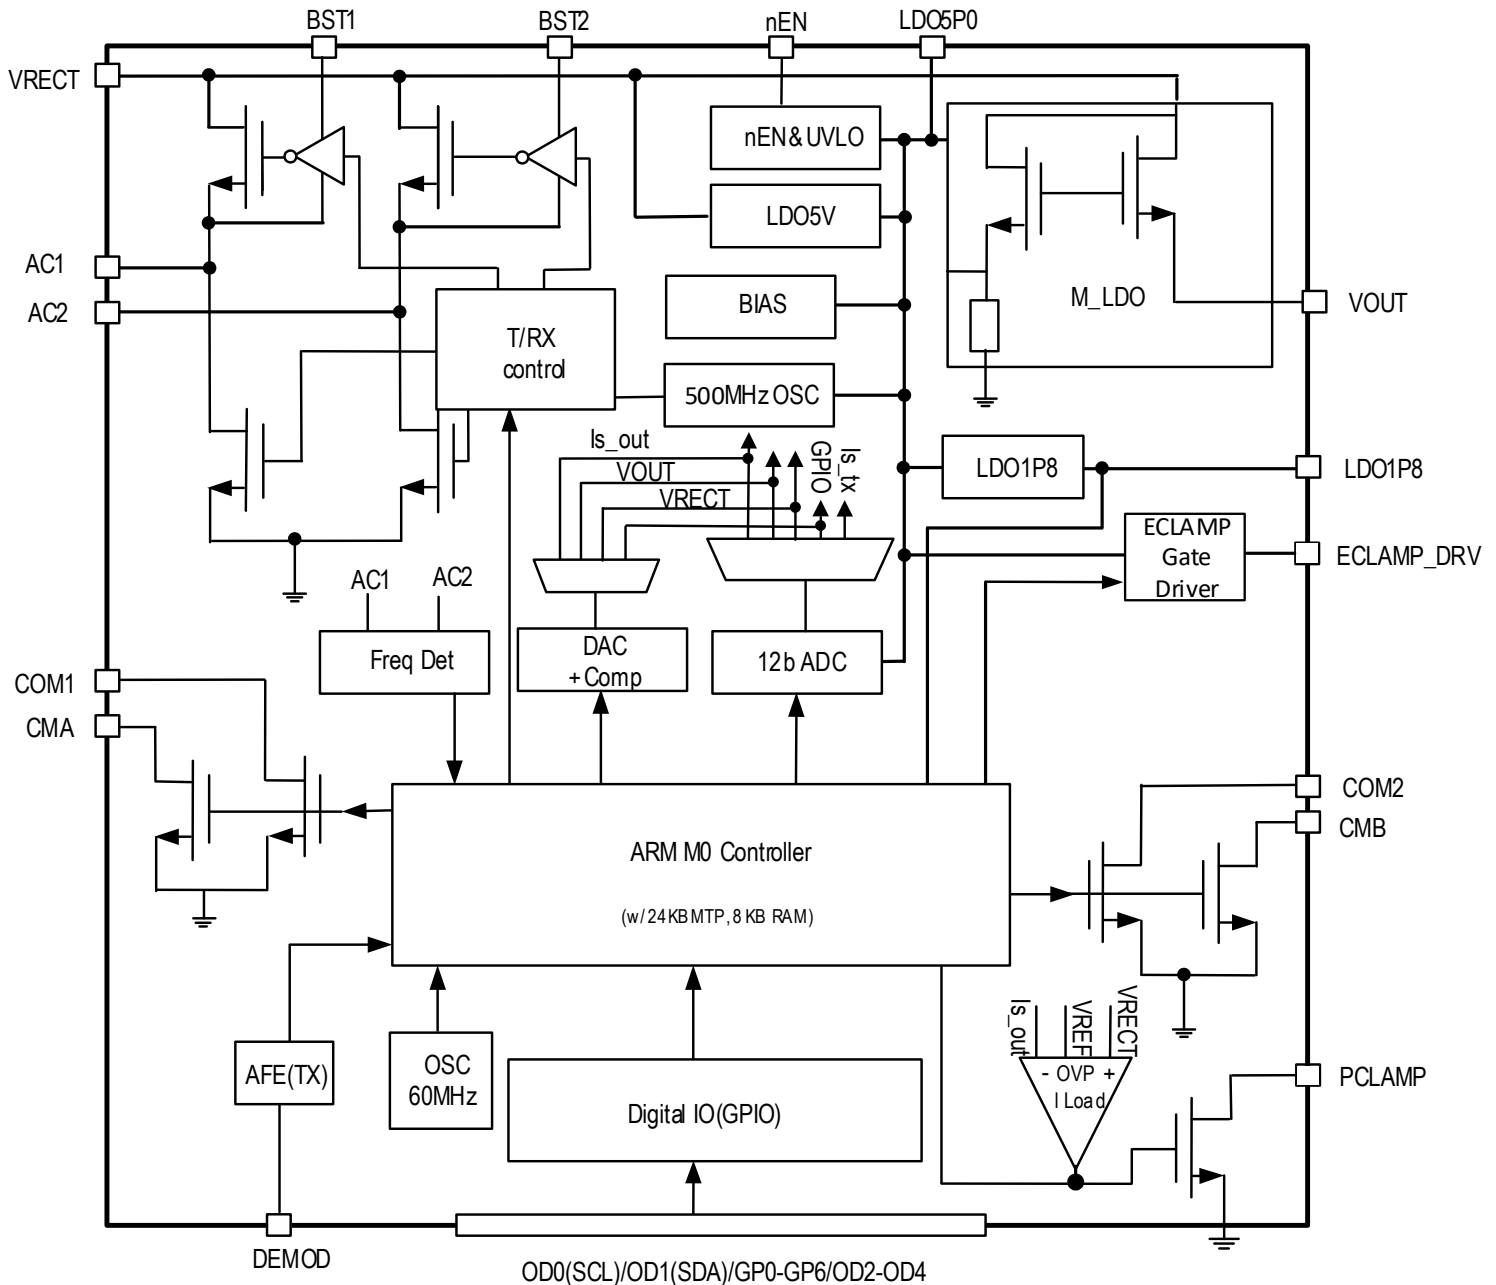 BST1
BST2
nEN
LDO5P0
VRECT
nEN&UVLO
LDO5V
AC1
AC2
BIAS
M_LDO
VOUT
T/RX
control
500MHz OSC
Is_out
VOUT
VRECT
GPIO
Is_tx
LDO1P8
LDO1P8
ECLAMP
Gate
Driver
ECLAMP_DRV
AC1
AC2
Freq Det
DAC
+Comp
12b ADC
COM1
CMA
COM2
CMB
ARM M0 Controller
(w/ 24KB MTP, 8 KB RAM)
Is_out
VREF
VRECT
- OVP +
I Load
PCLAMP
AFE(TX)
OSC
60MHz
Digital IO(GPIO)
DEMOD
OD0(SCL)/OD1(SDA)/GP0-GP6/OD2-OD4